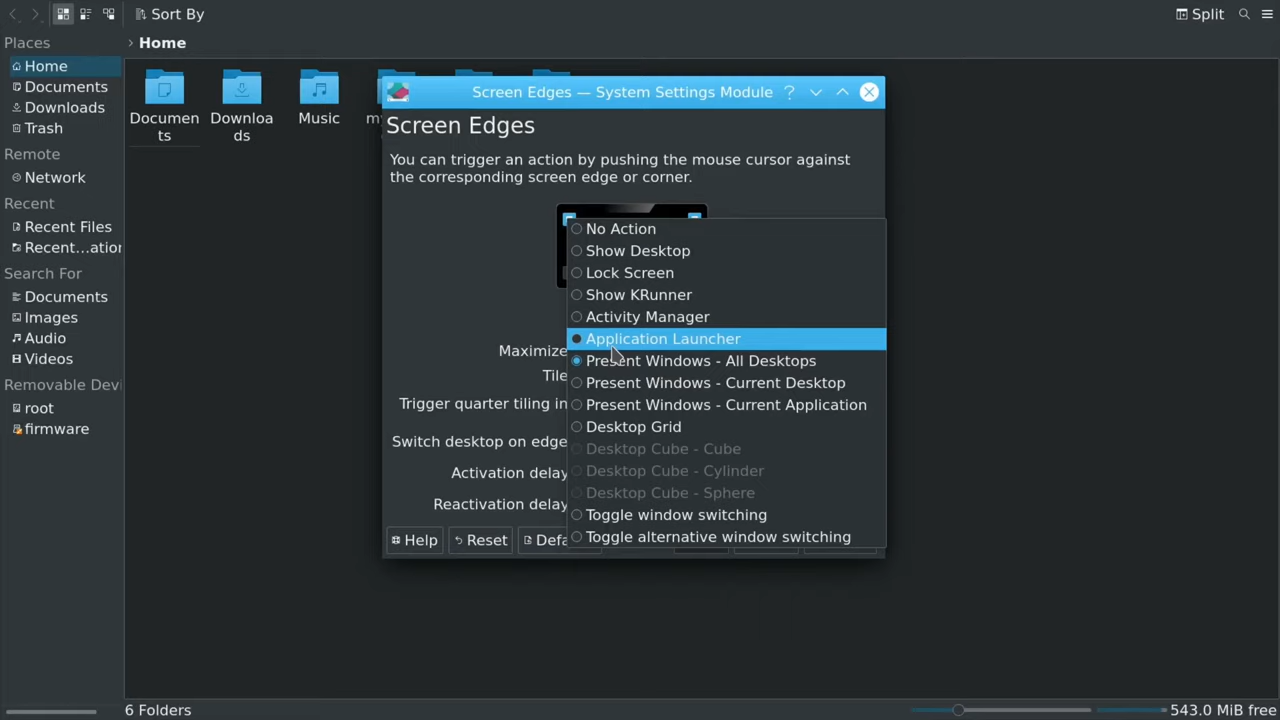 Sort By
Split
Places
Home
Documents
Downloads
Trash
Remote
Network
Recent
Recent Files
Recent...
Search For
Documents
Images
Audio
Videos
Removable Devi
root
firmware
Home
Documen
ts
Downloa
ds
Music
Screen Edges — System Settings Module
Screen Edges
You can trigger an action by pushing the mouse cursor against
the corresponding screen edge or corner.
No Action
Show Desktop
Lock Screen
Show KRunner
Activity Manager
Application Launcher
Present Windows - All Desktops
Present Windows - Current Desktop
Present Windows - Current Application
Desktop Grid
Desktop Cube - Cube
Desktop Cube - Cylinder
Desktop Cube - Sphere
Toggle window switching
Toggle alternative window switching
Maximize
Tile
Trigger quarter tiling in
Switch desktop on edge
Activation delay
Reactivation delay
Help
Reset
Defa
6 Folders
543.0 MiB free